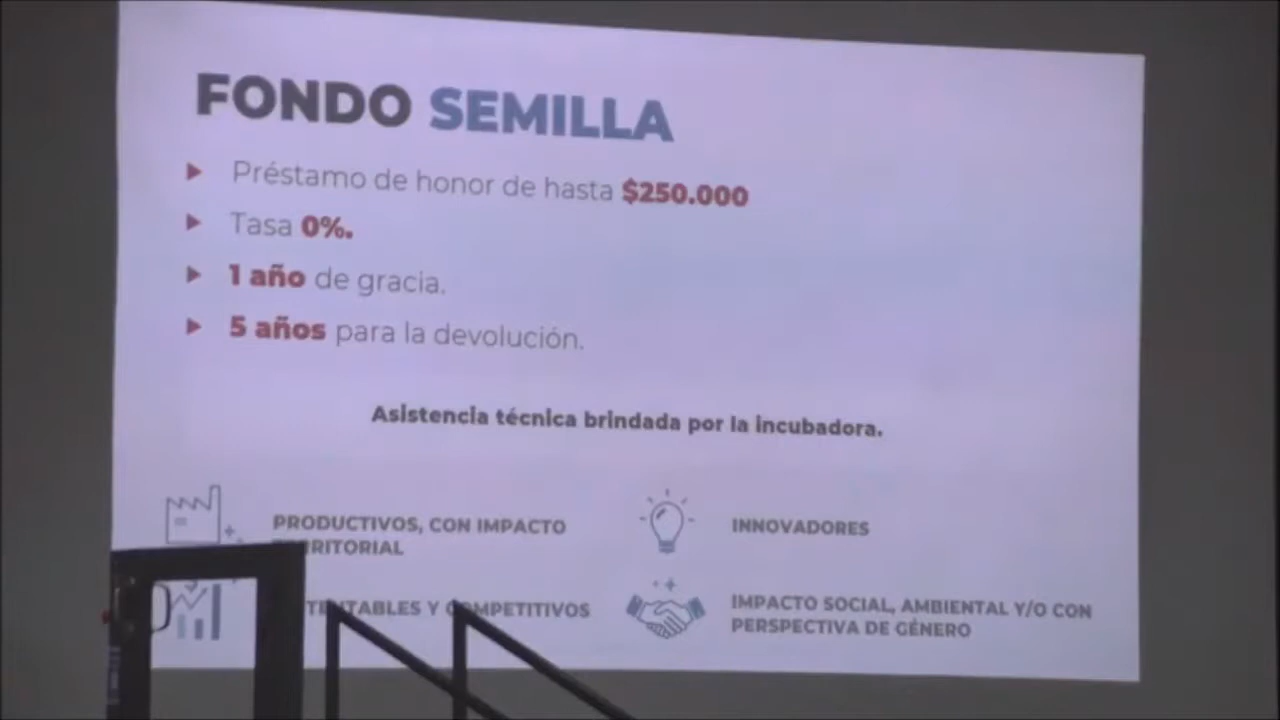 FONDO SEMILLA
Préstamo de honor de hasta $250.000
Tasa 0%.
1 año de gracia.
5 años para la devolución.
Asistencia técnica brindada por la incubadora.
PRODUCTIVOS, CON IMPACTO
INNOVADORES
Y
IMPACTO SOCIAL, AMBIENTAL Y/O CON
PERSPECTIVA DE GÉNERO